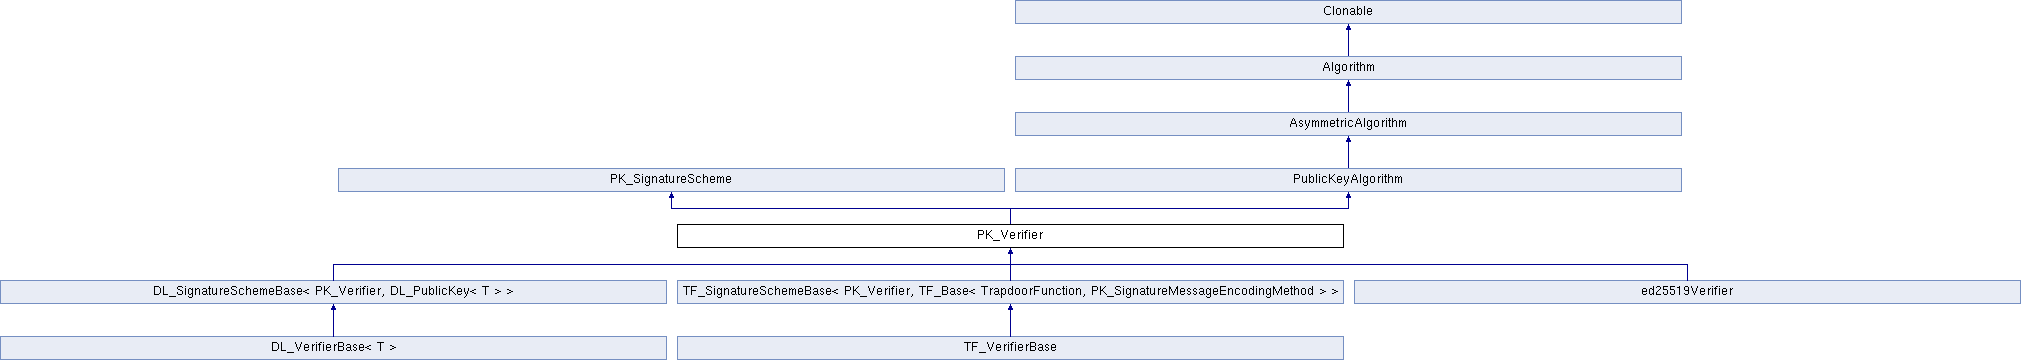 Clonable
Algorithm
AsymmetricAlgorithm
PK_SignatureScheme
PublicKeyAlgorithm
PK_Verifier
DL_SignatureSchemeBase< PK_Verifier, DL_PublicKey< T > >
TF_SignatureSchemeBase< PK_Verifier, TF_Base< TrapdoorFunction, PK_SignatureMessageEncodingMethod > >
ed25519Verifier
DL_VerifierBase< T >
TF_VerifierBase